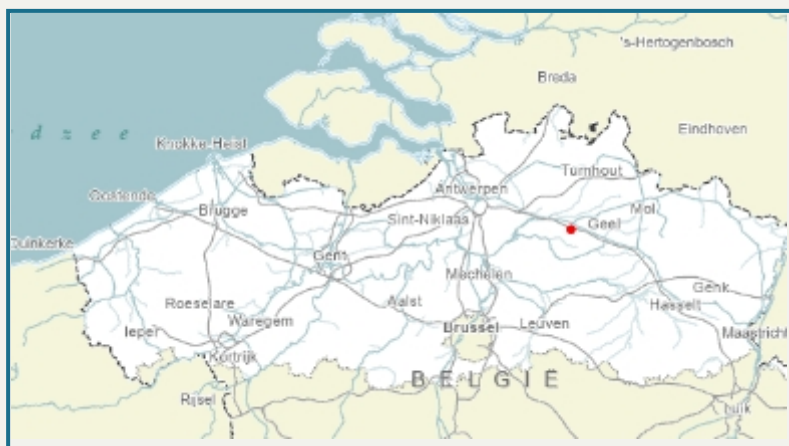 's-Hertogenbosch
Breda
d z e e
Eindhoven
Knokke-Heist
Turnhout
Antwerpen
Oostende
Mol
Brugge
Sint-Niklaas
Geel
Duinkerke
Gent
Mechelen
Genk
Roeselare
Aalst
Hasselt
Ieper
Waregem
Brussel
Leuven
Maastricht
Kortrijk
BELGIË
Rijsel
Luik